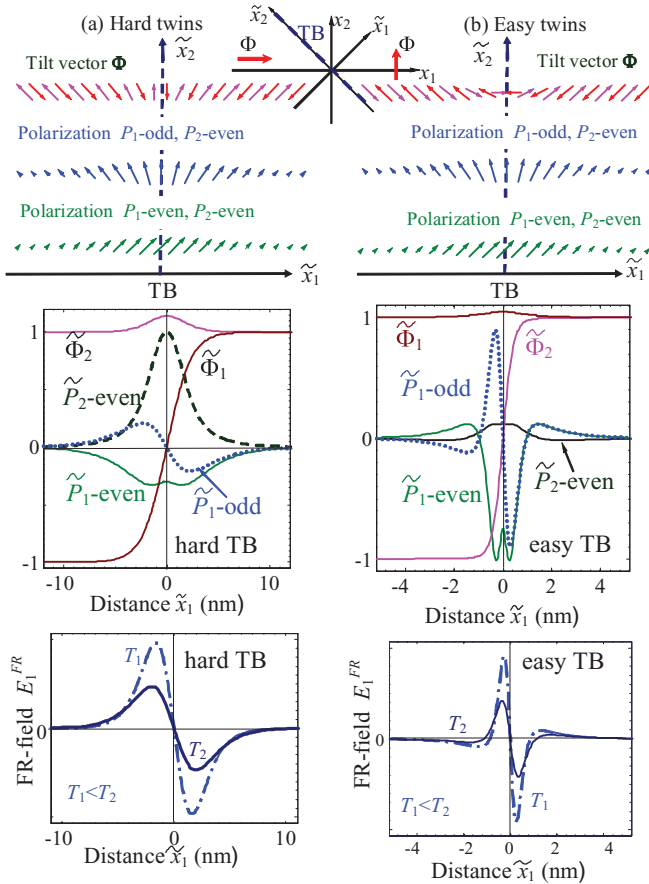 (a) Hard twins
x̃₂
TB
x₂
x̃₁
(b) Easy twins
x̃₂
Tilt vector Φ
x̃₂
Φ
Φ
x₁
Tilt vector Φ
Polarization P₁-odd, P₂-even
Polarization P₁-odd, P₂-even
Polarization P₁-even, P₂-even
Polarization P₁-even, P₂-even
x̃₁
x̃₁
TB
TB
1
Φ̃₂
Φ̃₁
P̃₂-even
0
P̃₁-even
P̃₁-odd
-1
hard TB
-10
0
10
Distance x̃₁ (nm)
1
Φ̃₁
Φ̃₂
P̃₁-odd
0
P̃₁-even
P̃₂-even
-1
easy TB
-4
-2
0
2
4
Distance x̃₁ (nm)
FR-field E₁ᶠᴿ
T₁
hard TB
0
T₂
T₁<T₂
-10
0
10
Distance x̃₁ (nm)
FR-field E₁ᶠᴿ
easy TB
T₂
0
T₁<T₂
T₁
-4
-2
0
2
4
Distance x̃₁ (nm)